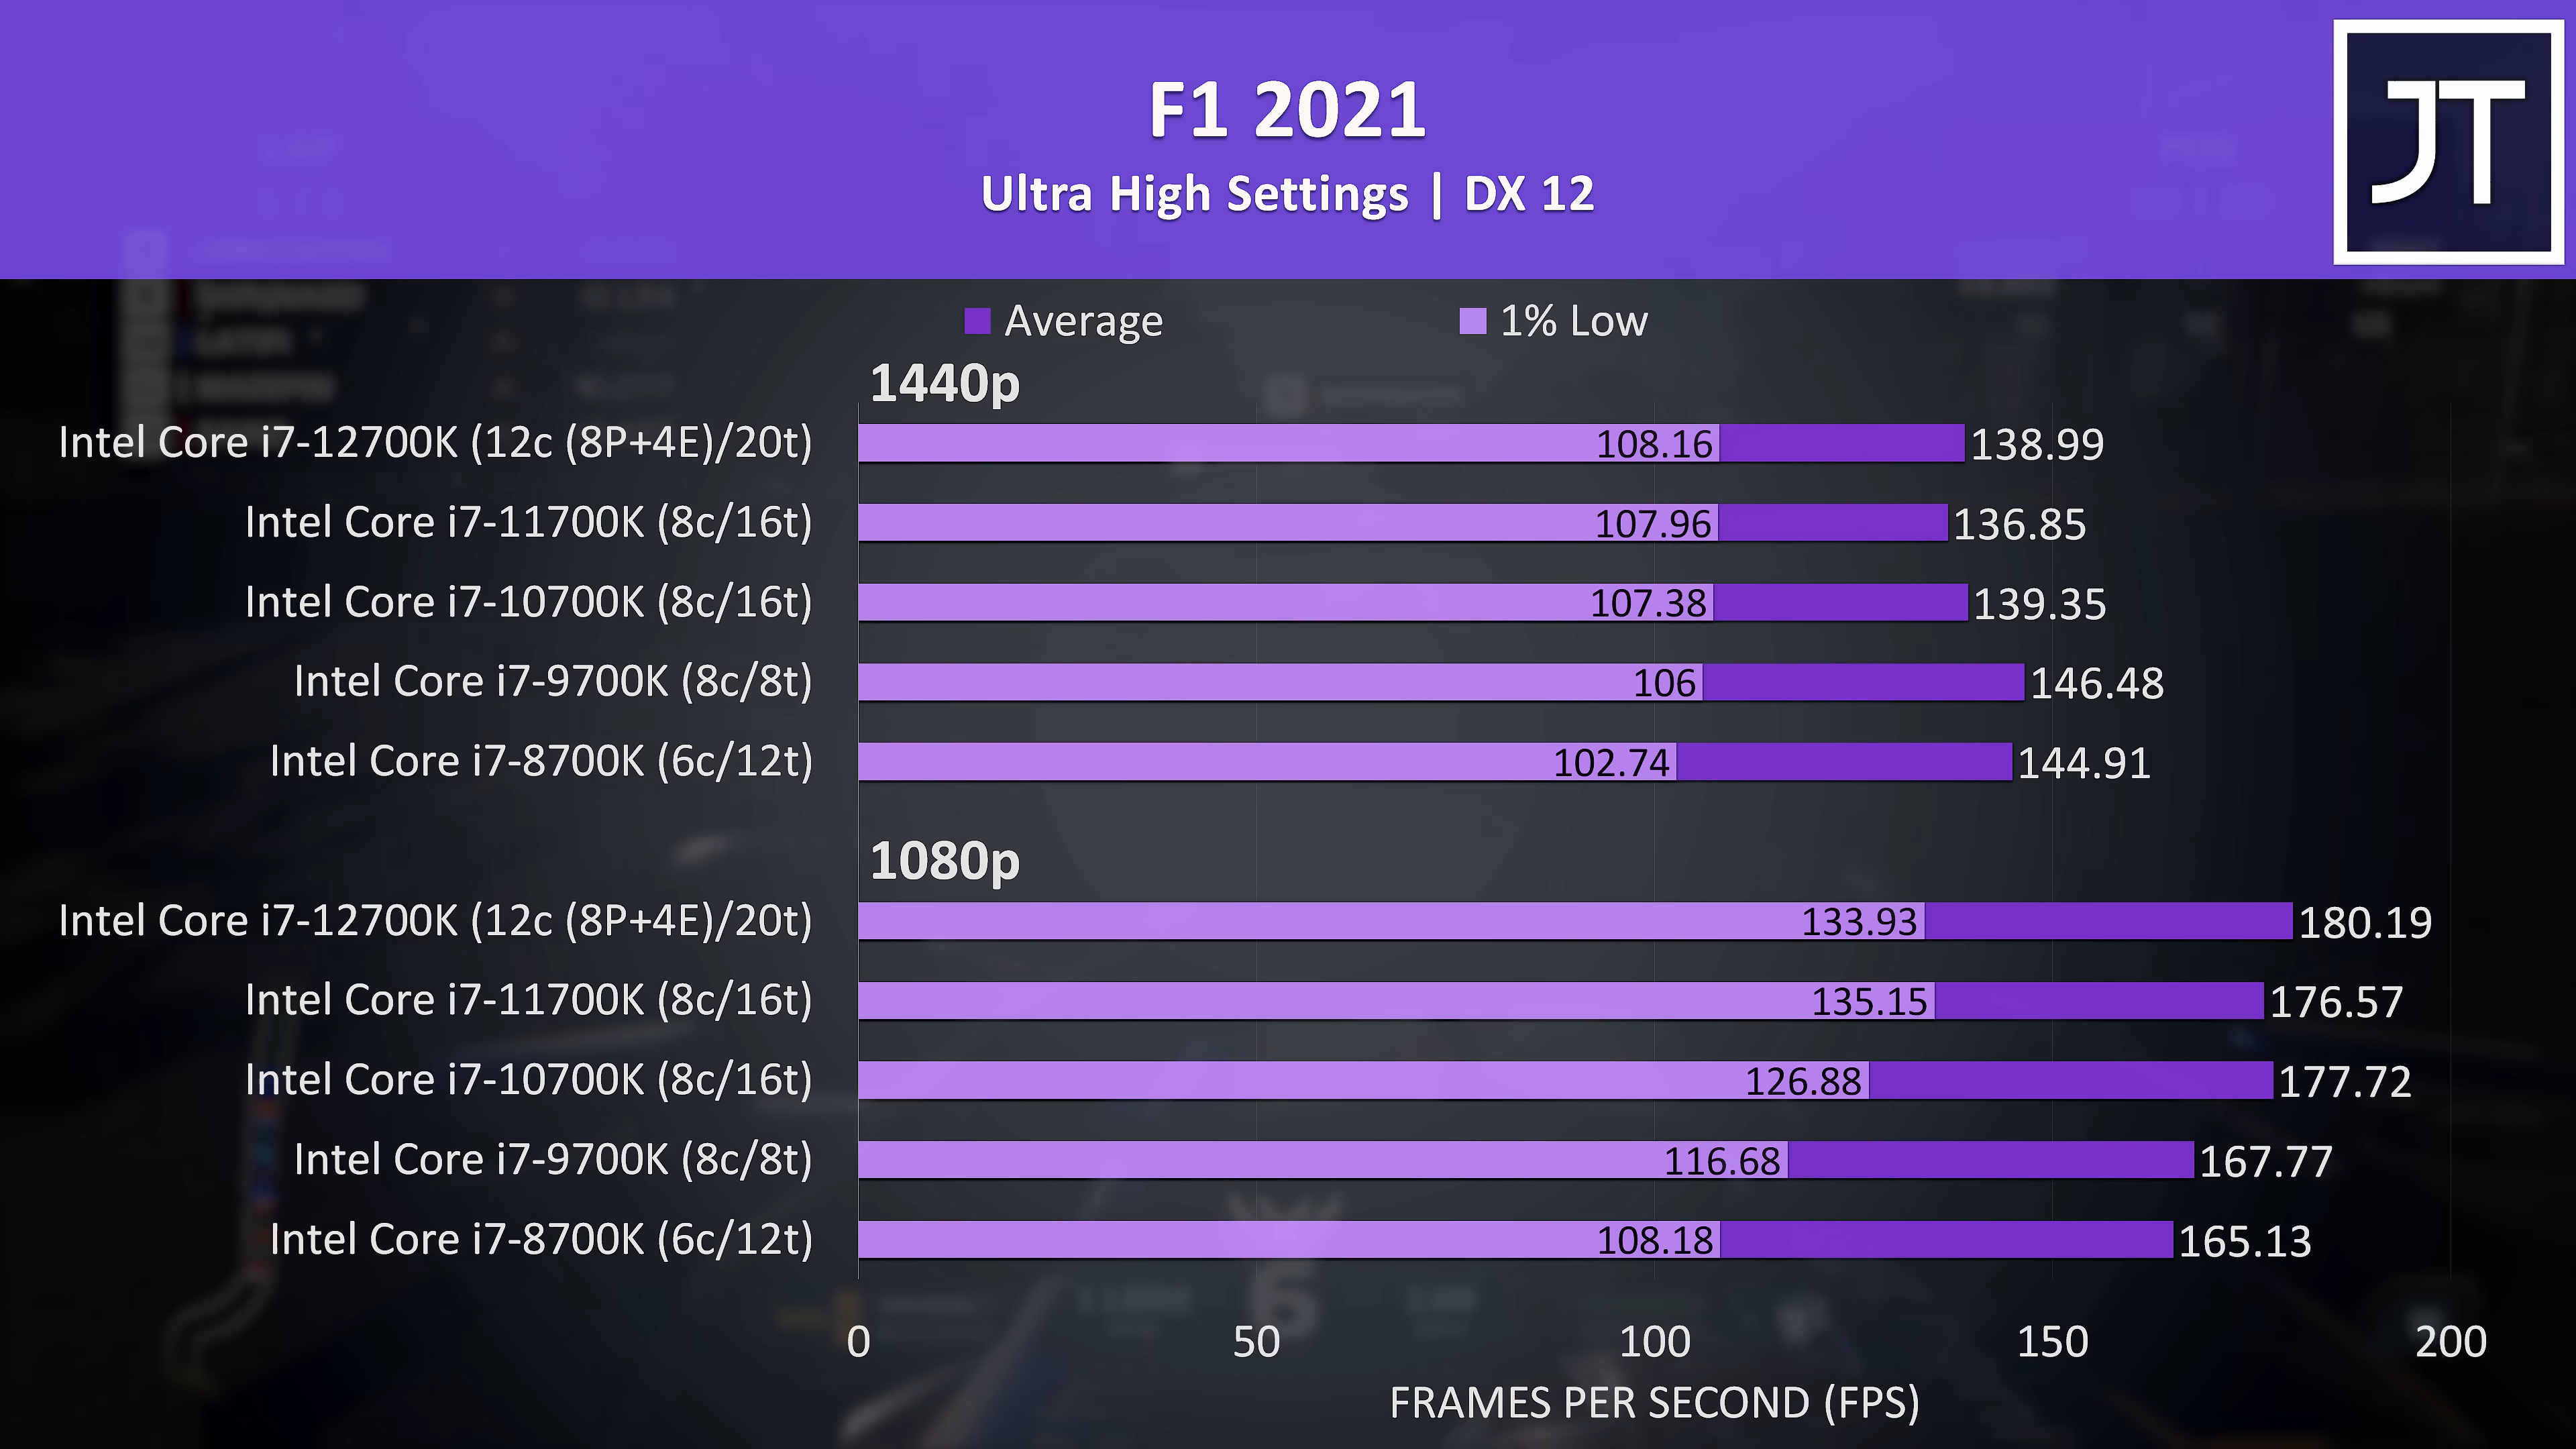 F1 2021
Ultra High Settings | DX 12
JT
Average 1% Low
1440p
Intel Core i7-12700K (12c (8P+4E)/20t) 108.16 138.99
Intel Core i7-11700K (8c/16t) 107.96 136.85
Intel Core i7-10700K (8c/16t) 107.38 139.35
Intel Core i7-9700K (8c/8t) 106 146.48
Intel Core i7-8700K (6c/12t) 102.74 144.91
1080p
Intel Core i7-12700K (12c (8P+4E)/20t) 133.93 180.19
Intel Core i7-11700K (8c/16t) 135.15 176.57
Intel Core i7-10700K (8c/16t) 126.88 177.72
Intel Core i7-9700K (8c/8t) 116.68 167.77
Intel Core i7-8700K (6c/12t) 108.18 165.13
0 50 100 150 200
FRAMES PER SECOND (FPS)